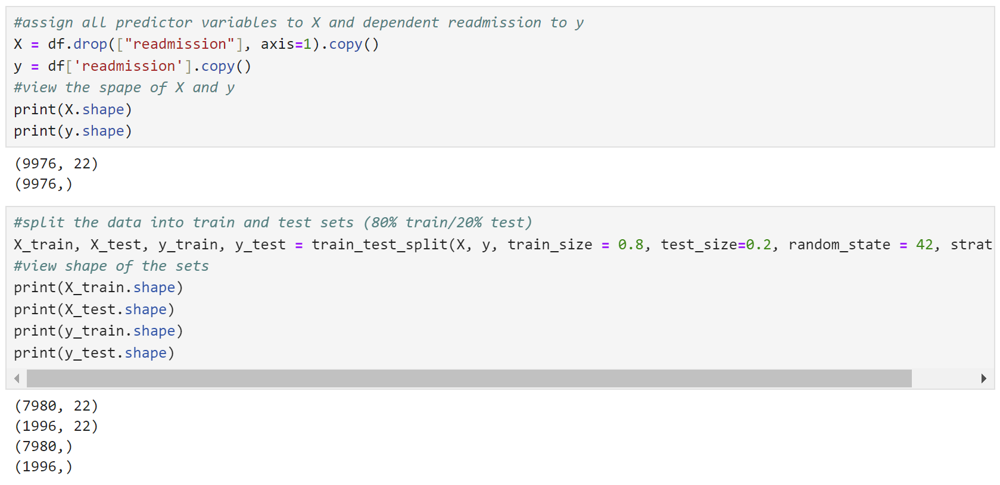 #assign all predictor variables to X and dependent readmission to y
X = df.drop(["readmission"], axis=1).copy()
y = df['readmission'].copy()
#view the spape of X and y
print(X.shape)
print(y.shape)
(9976, 22)
(9976,)
#split the data into train and test sets (80% train/20% test)
X_train, X_test, y_train, y_test = train_test_split(X, y, train_size = 0.8, test_size=0.2, random_state = 42, strat
#view shape of the sets
print(X_train.shape)
print(X_test.shape)
print(y_train.shape)
print(y_test.shape)
(7980, 22)
(1996, 22)
(7980,)
(1996,)